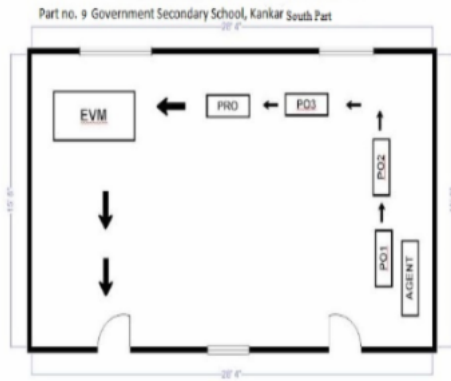 Part no. 9 Government Secondary School, Kankar South Part
EVM
PRO
PO3
PO2
PO1
AGENT